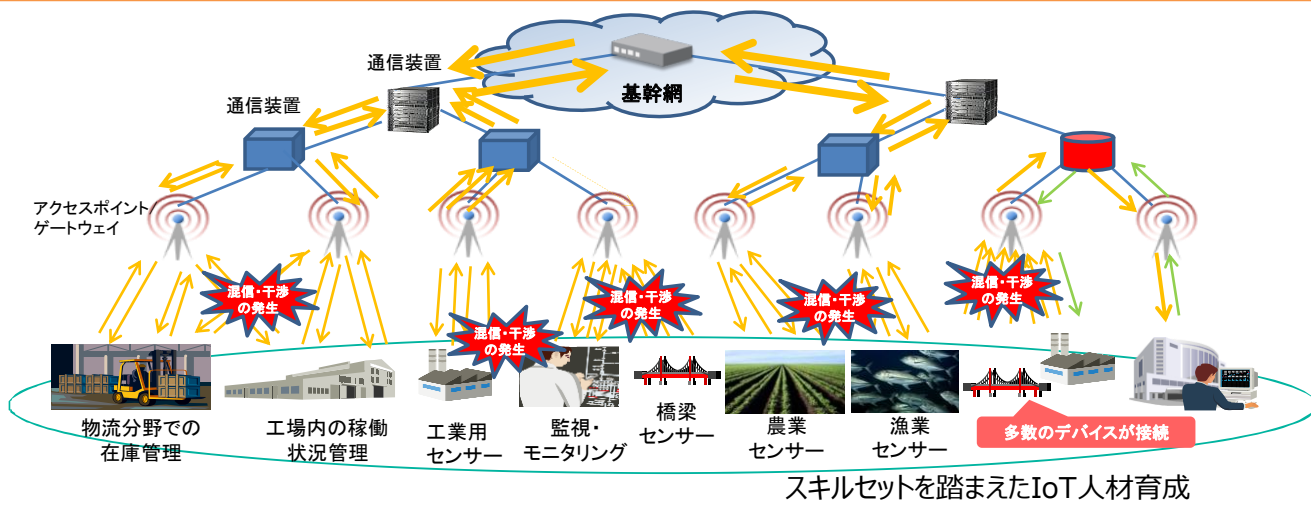 通信装置
基幹網
通信装置
アクセスポイント/
ゲートウェイ
混信・干渉
の発生
混信・干渉
の発生
混信・干渉
の発生
混信・干渉
の発生
混信・干渉
の発生
物流分野での
在庫管理
工場内の稼働
状況管理
工業用
センサー
監視・
モニタリング
橋梁
センサー
農業
センサー
漁業
センサー
多数のデバイスが接続
スキルセットを踏まえたIoT人材育成